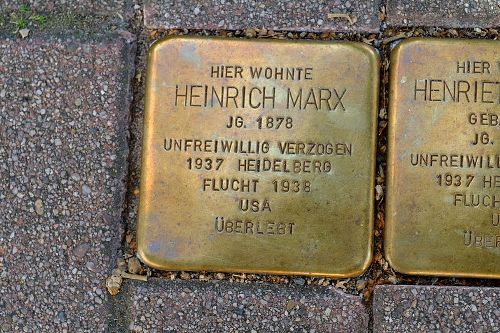 HIER WOHNTE
HEINRICH MARX
JG. 1878
UNFREIWILLIG VERZOGEN
1937 HEIDELBERG
FLUCHT 1938
USA
ÜBERLEBT
HIER
HENRIET
GEB
JG.
UNFREIWILL
1937 HE
FLUCH
U
ÜBER